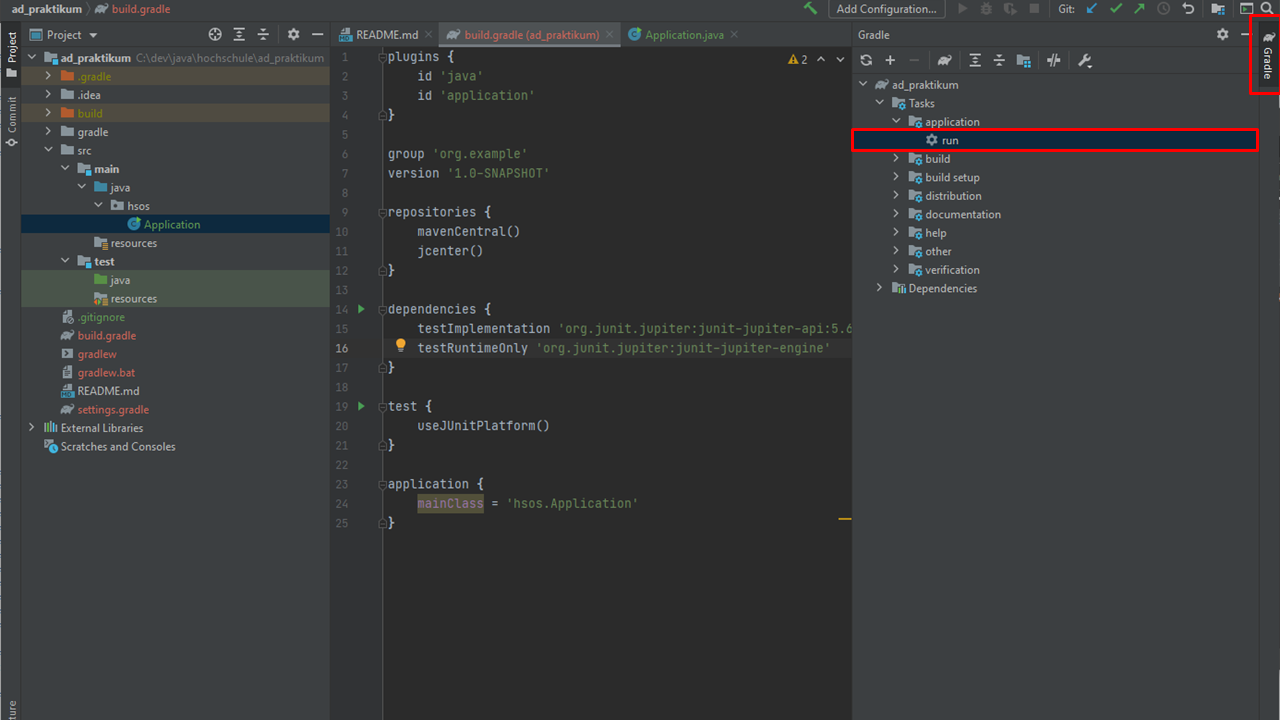 ad_praktikum
build.gradle
Add Configuration...
Git:
Project
Commit
ture
Project
ad_praktikum C:\dev\java\hochschule\ad_praktikum
.gradle
.idea
build
gradle
src
main
java
hsos
Application
resources
test
java
resources
.gitignore
build.gradle
gradlew
gradlew.bat
README.md
settings.gradle
External Libraries
Scratches and Consoles
README.md
build.gradle (ad_praktikum)
Application.java
2
1 plugins {
2 id 'java'
3 id 'application'
4 }
5
6 group 'org.example'
7 version '1.0-SNAPSHOT'
8
9 repositories {
10 mavenCentral()
11 jcenter()
12 }
13
14 dependencies {
15 testImplementation 'org.junit.jupiter:junit-jupiter-api:5.6
16 testRuntimeOnly 'org.junit.jupiter:junit-jupiter-engine'
17 }
18
19 test {
20 useJUnitPlatform()
21 }
22
23 application {
24 mainClass = 'hsos.Application'
25 }
Gradle
ad_praktikum
Tasks
application
run
build
build setup
distribution
documentation
help
other
verification
Dependencies
Gradle